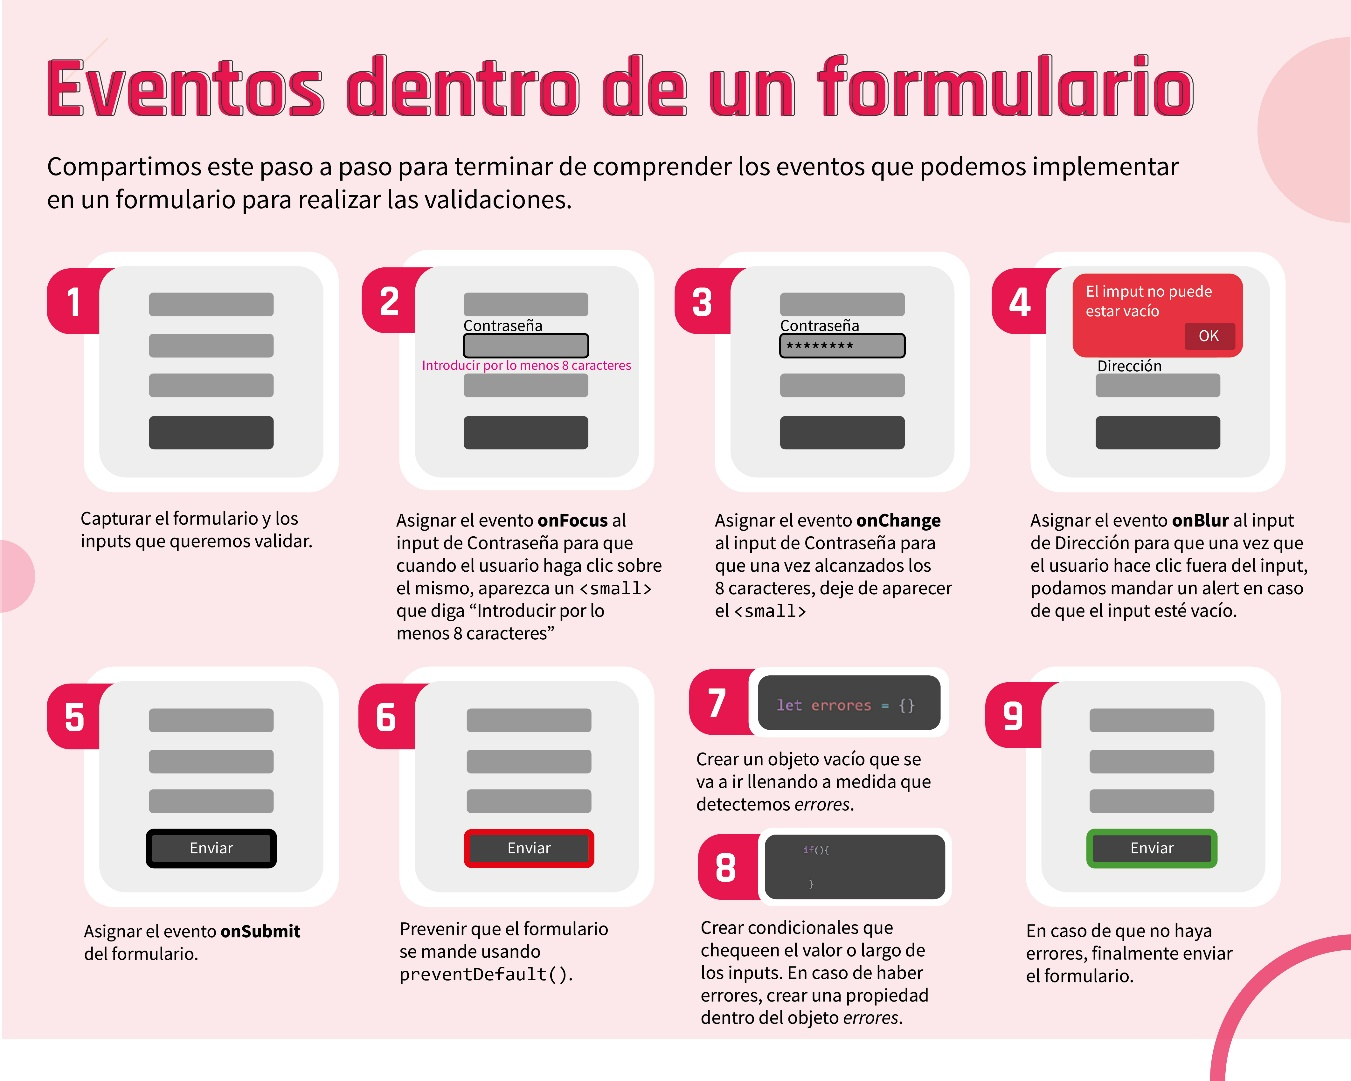 Eventos dentro de un formulario
Compartimos este paso a paso para terminar de comprender los eventos que podemos implementar
en un formulario para realizar las validaciones.
1
Capturar el formulario y los
inputs que queremos validar.
2
Contraseña
Introducir por lo menos 8 caracteres
Asignar el evento onFocus al
input de Contraseña para que
cuando el usuario haga clic sobre
el mismo, aparezca un <small>
que diga “Introducir por lo
menos 8 caracteres”
3
Contraseña
********
Asignar el evento onChange
al input de Contraseña para
que una vez alcanzados los
8 caracteres, deje de aparecer
el <small>
4
El imput no puede
estar vacío
OK
Dirección
Asignar el evento onBlur al input
de Dirección para que una vez que
el usuario hace clic fuera del input,
podamos mandar un alert en caso
de que el input esté vacío.
5
Enviar
Asignar el evento onSubmit
del formulario.
6
Enviar
Prevenir que el formulario
se mande usando
preventDefault().
7
let errores = {}
Crear un objeto vacío que se
va a ir llenando a medida que
detectemos errores.
8
if(){
}
Crear condicionales que
chequeen el valor o largo de
los inputs. En caso de haber
errores, crear una propiedad
dentro del objeto errores.
9
Enviar
En caso de que no haya
errores, finalmente enviar
el formulario.